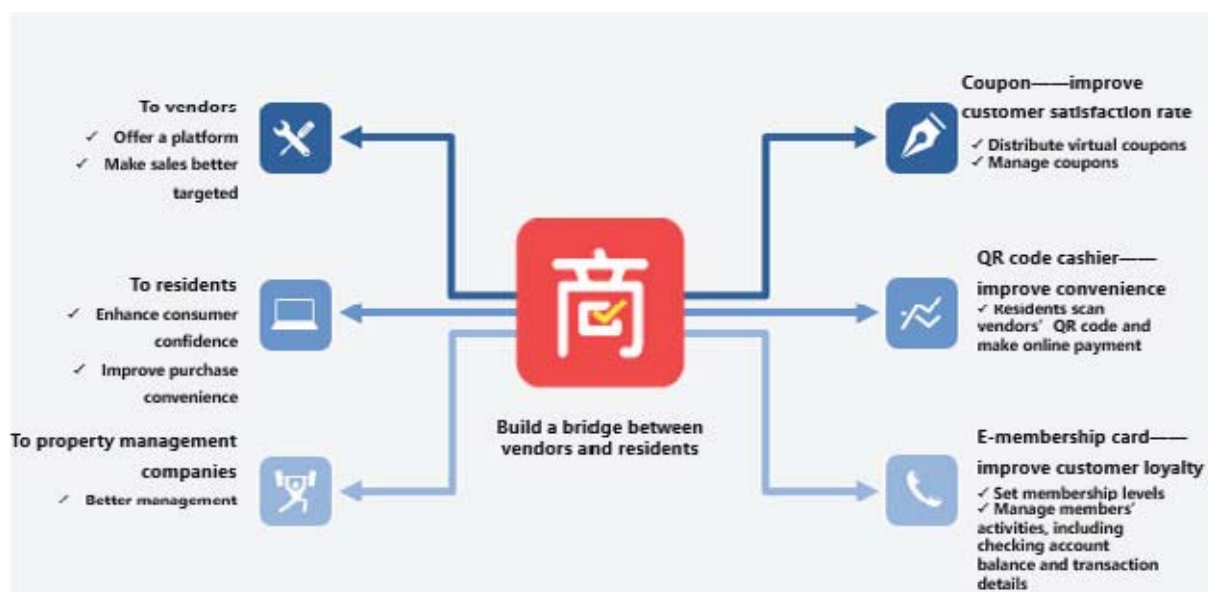 To vendors
✓ Offer a platform
✓ Make sales better
targeted
To residents
✓ Enhance consumer
confidence
✓ Improve purchase
convenience
To property management
companies
✓ Better management
商
Build a bridge between
vendors and residents
Coupon——improve
customer satisfaction rate
✓ Distribute virtual coupons
✓ Manage coupons
QR code cashier——
improve convenience
✓ Residents scan
vendors' QR code and
make online payment
E-membership card——
improve customer loyalty
✓ Set membership levels
✓ Manage members'
activities, including
checking account
balance and transaction
details